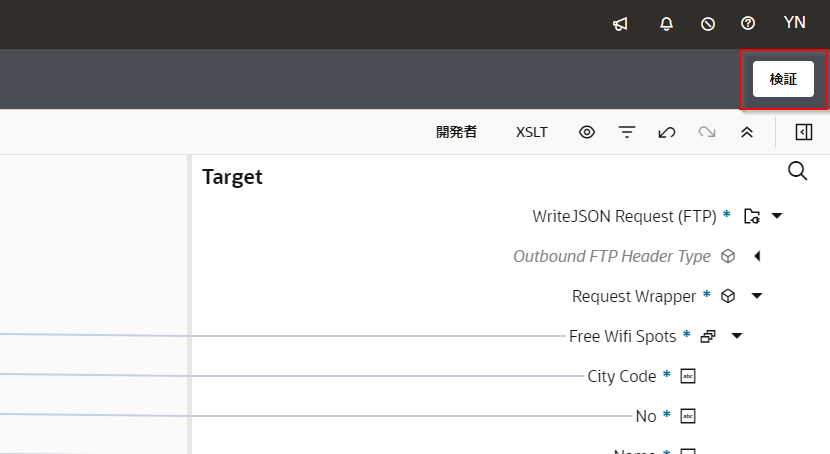 YN
検証
開発者 XSLT
Target
WriteJSON Request (FTP) *
Outbound FTP Header Type
Request Wrapper *
Free Wifi Spots *
City Code * abc
No * abc
Name